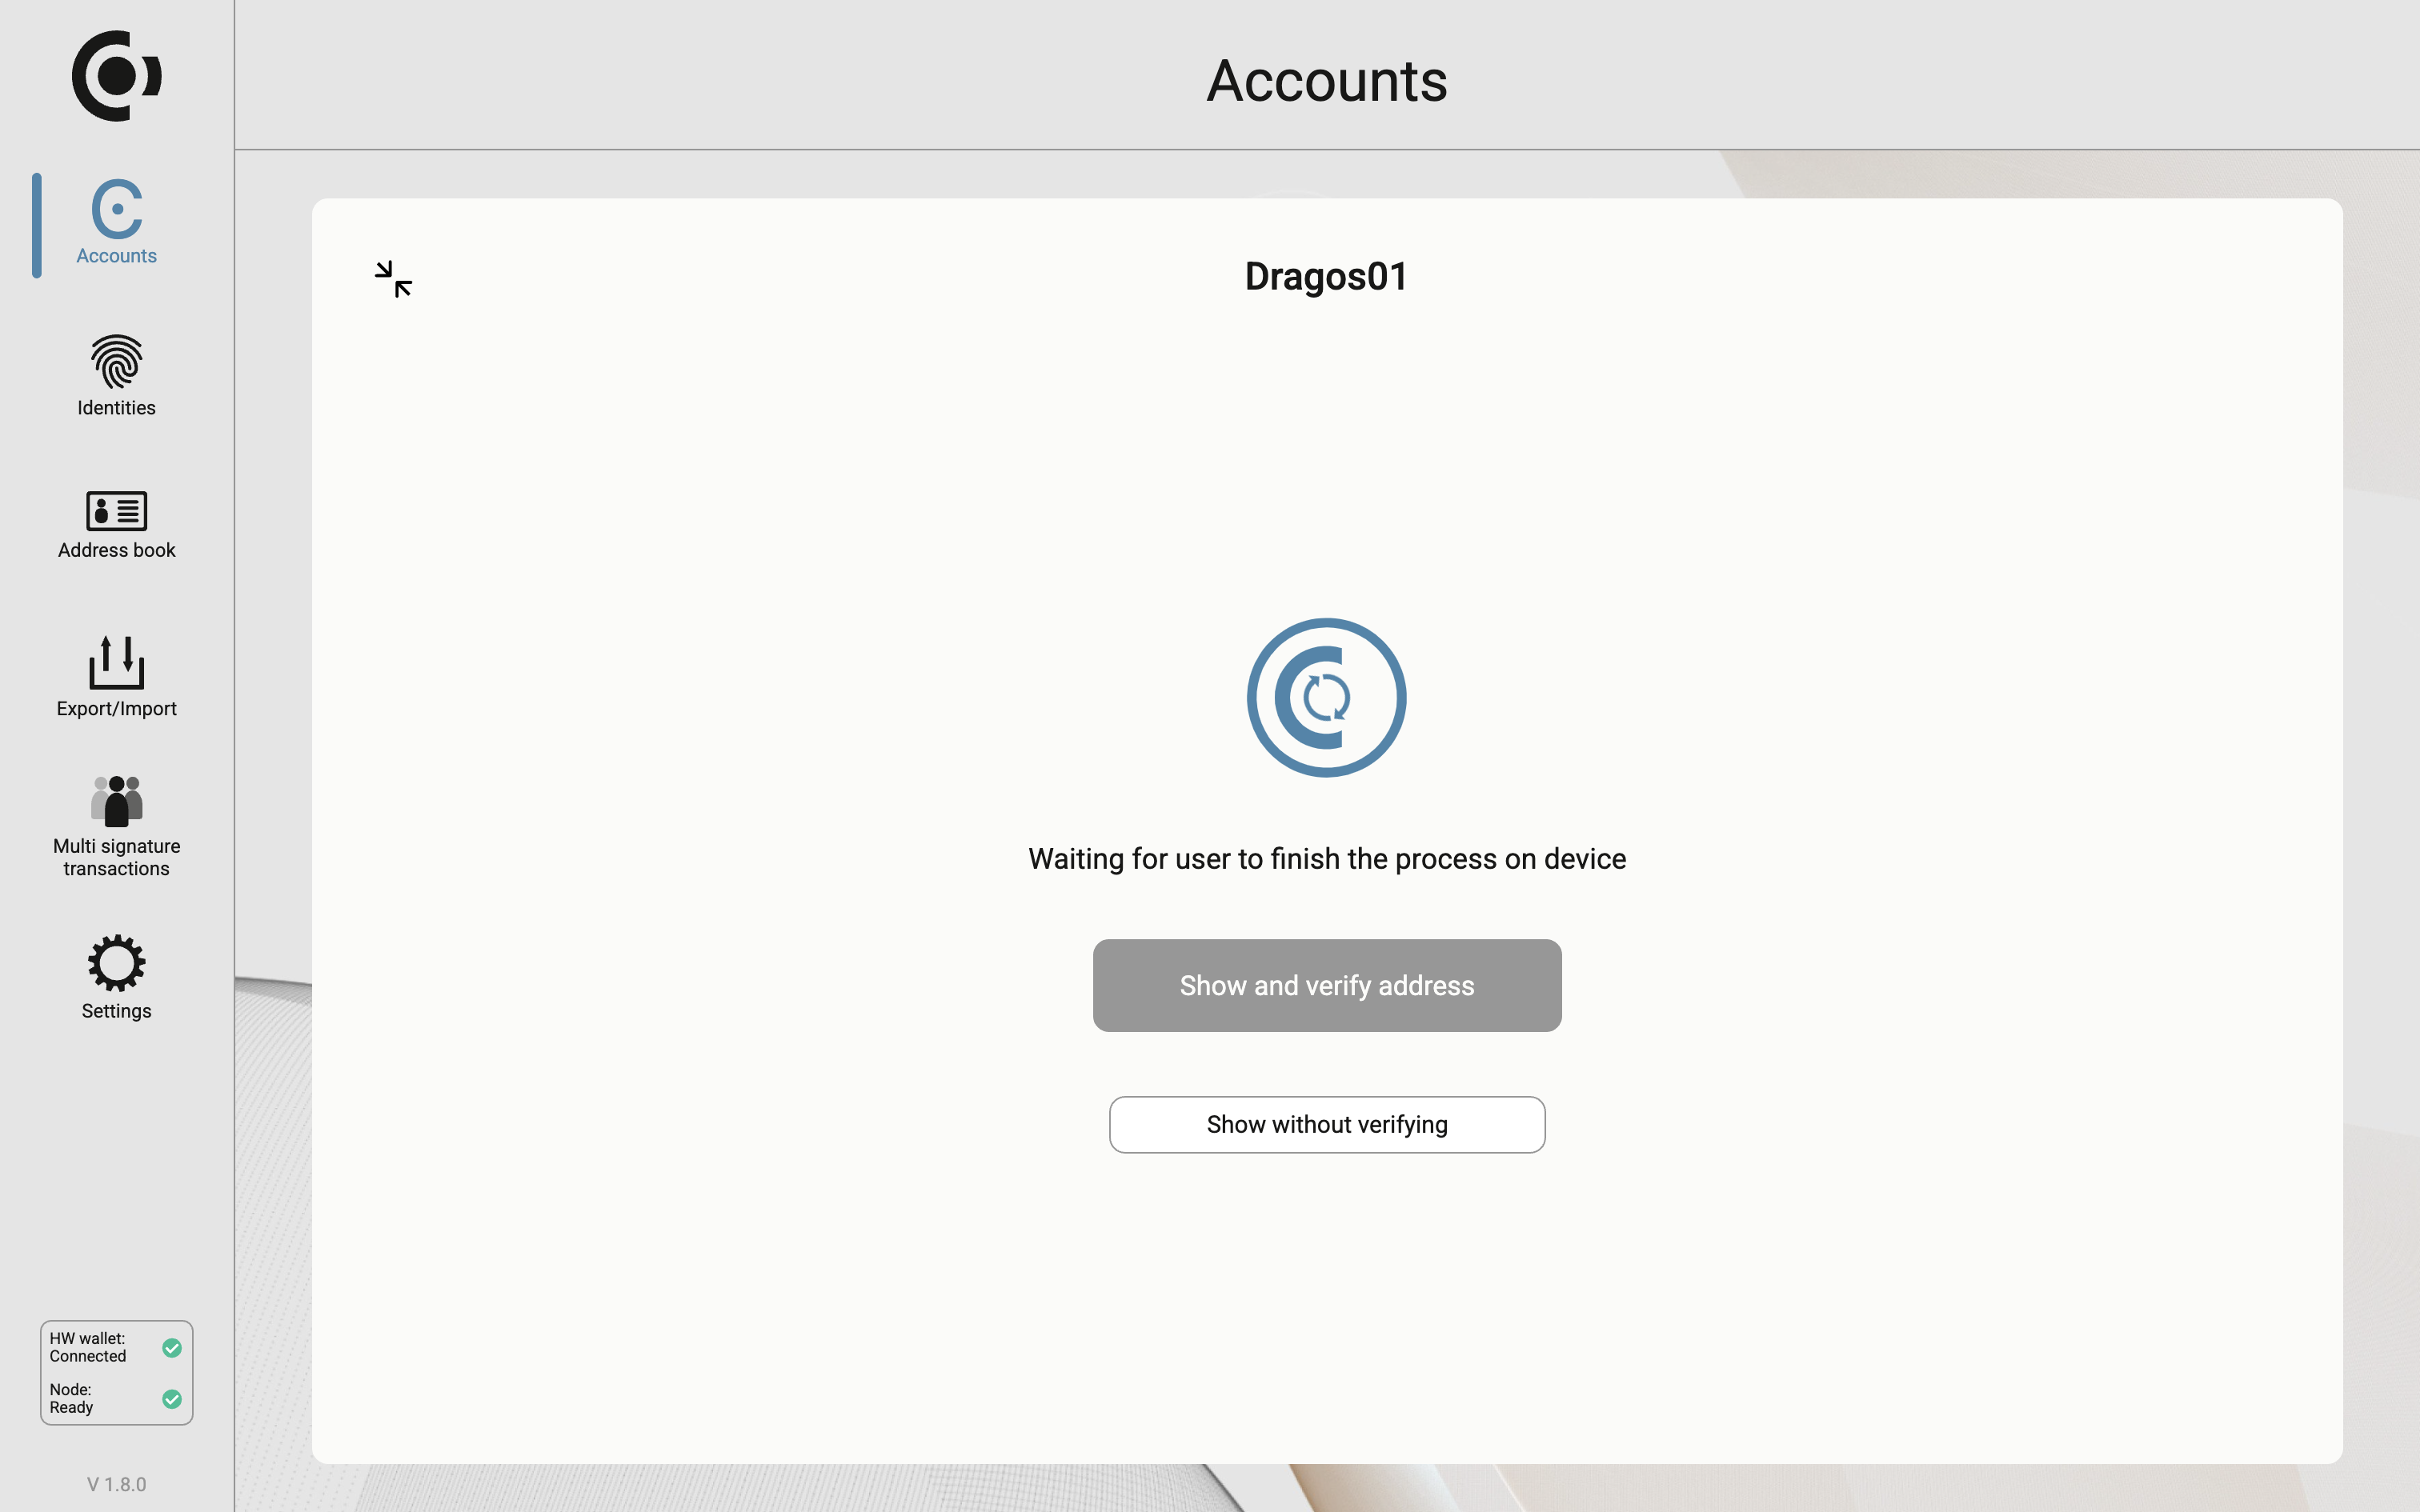 Accounts
Accounts
Identities
Address book
Export/Import
Multi signature
transactions
Settings
HW wallet:
Connected
Node:
Ready
V 1.8.0
Dragos01
Waiting for user to finish the process on device
Show and verify address
Show without verifying